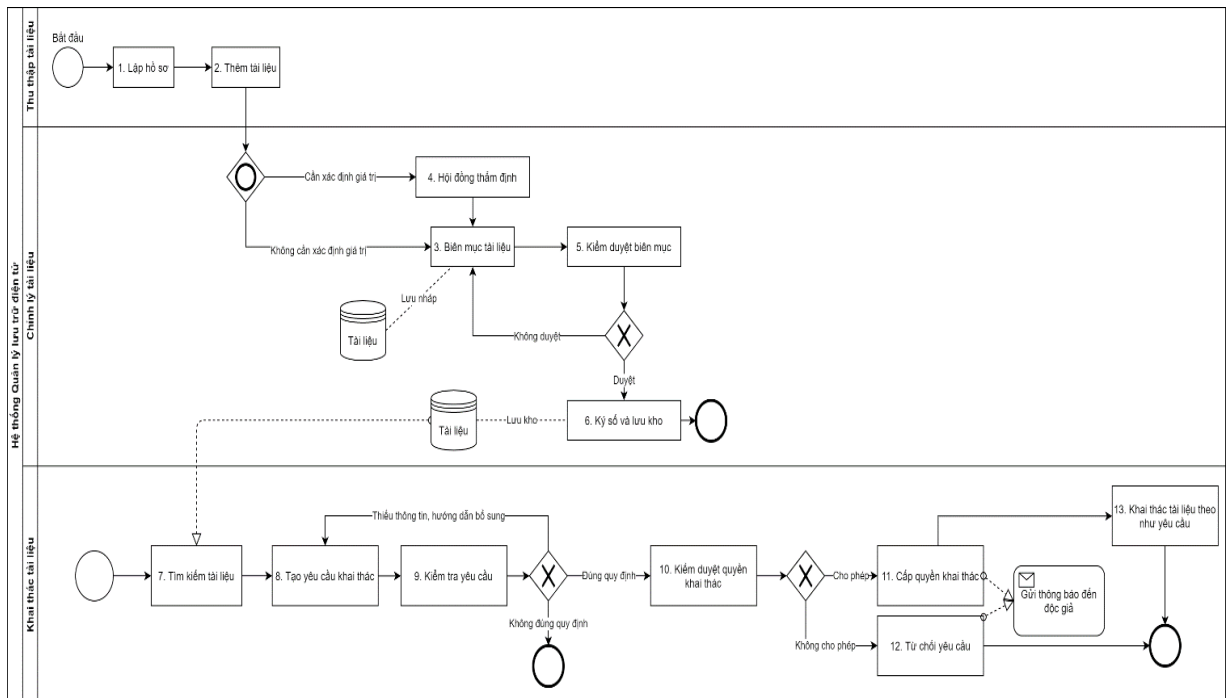 Hệ thống Quản lý lưu trữ điện tử
Thu thập tài liệu
Bắt đầu
1. Lập hồ sơ
2. Thêm tài liệu
Chỉnh lý tài liệu
Cần xác định giá trị
4. Hội đồng thẩm định
Không cần xác định giá trị
3. Biên mục tài liệu
5. Kiểm duyệt biên mục
Lưu nháp
Tài liệu
Không duyệt
Duyệt
Tài liệu
Lưu kho
6. Ký số và lưu kho
Khai thác tài liệu
Thiếu thông tin, hướng dẫn bổ sung
7. Tìm kiếm tài liệu
8. Tạo yêu cầu khai thác
9. Kiểm tra yêu cầu
Đúng quy định
Không đúng quy định
10. Kiểm duyệt quyền
khai thác
Cho phép
11. Cấp quyền khai thác
Không cho phép
12. Từ chối yêu cầu
Gửi thông báo đến
độc giả
13. Khai thác tài liệu theo
như yêu cầu